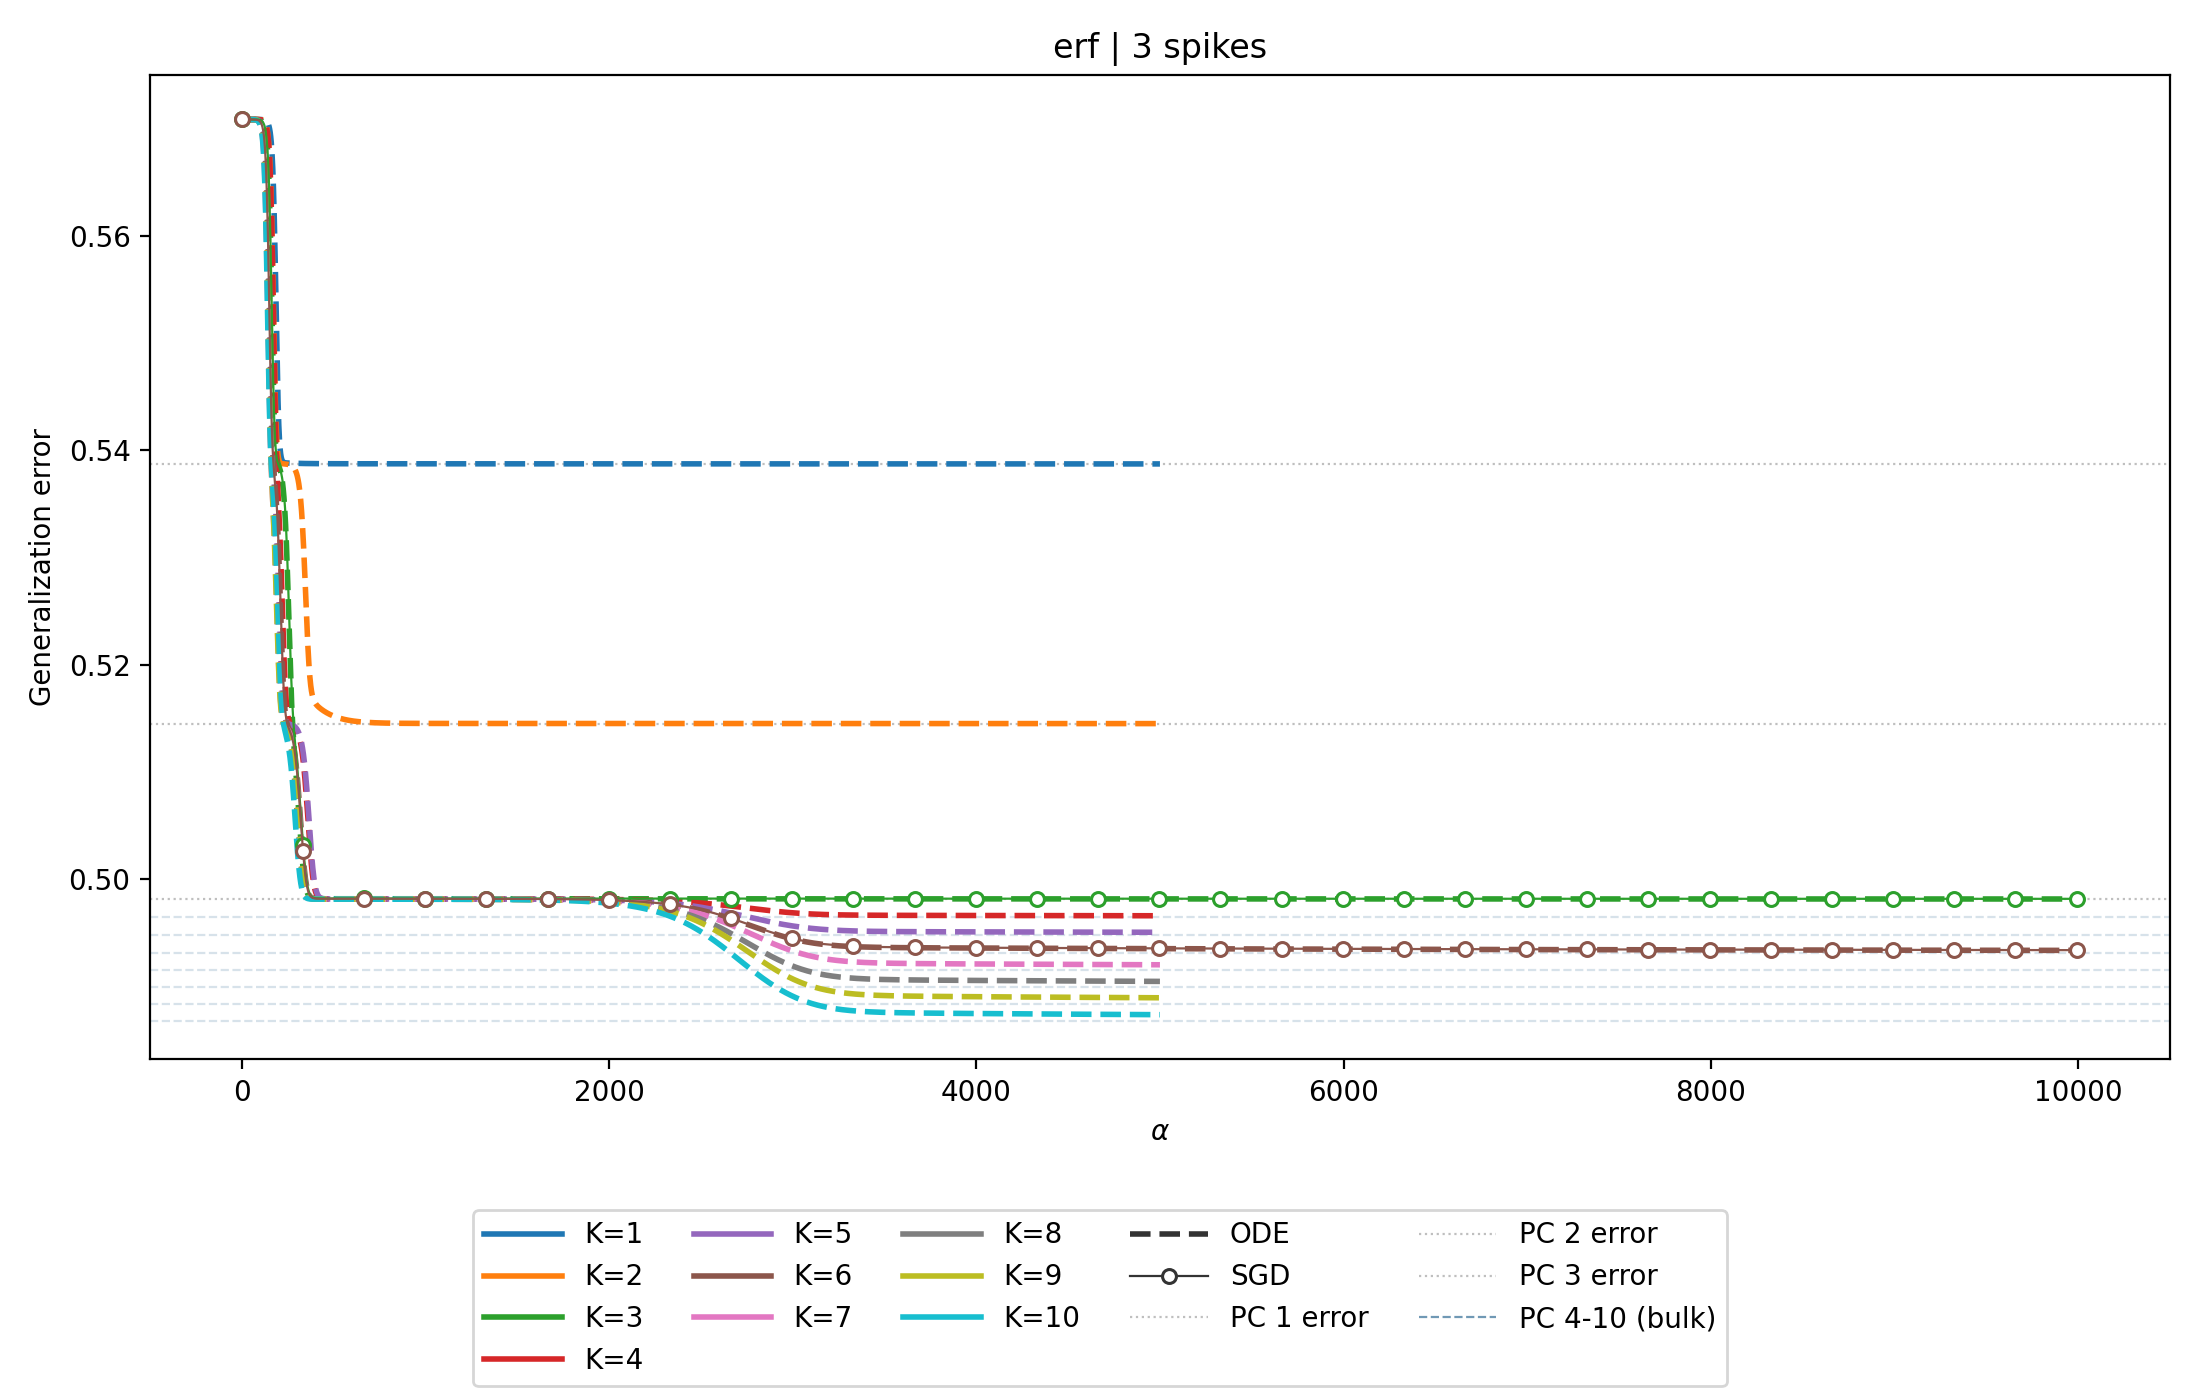 erf | 3 spikes
Generalization error
0.56
0.54
0.52
0.50
0
2000
4000
6000
8000
10000
α
K=1
K=2
K=3
K=4
K=5
K=6
K=7
K=8
K=9
K=10
ODE
SGD
PC 1 error
PC 2 error
PC 3 error
PC 4-10 (bulk)